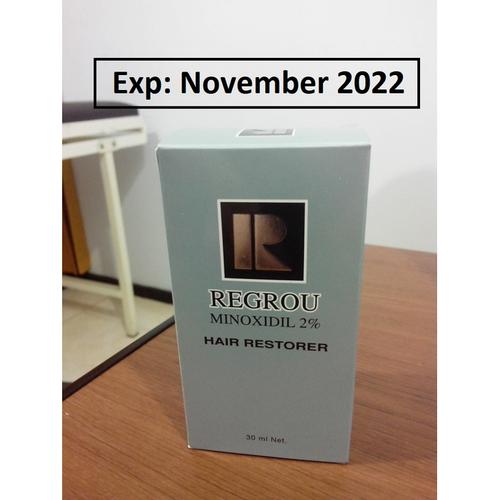 Exp: November 2022
R
REGROU
MINOXIDIL 2%
HAIR RESTORER
30 ml Net.